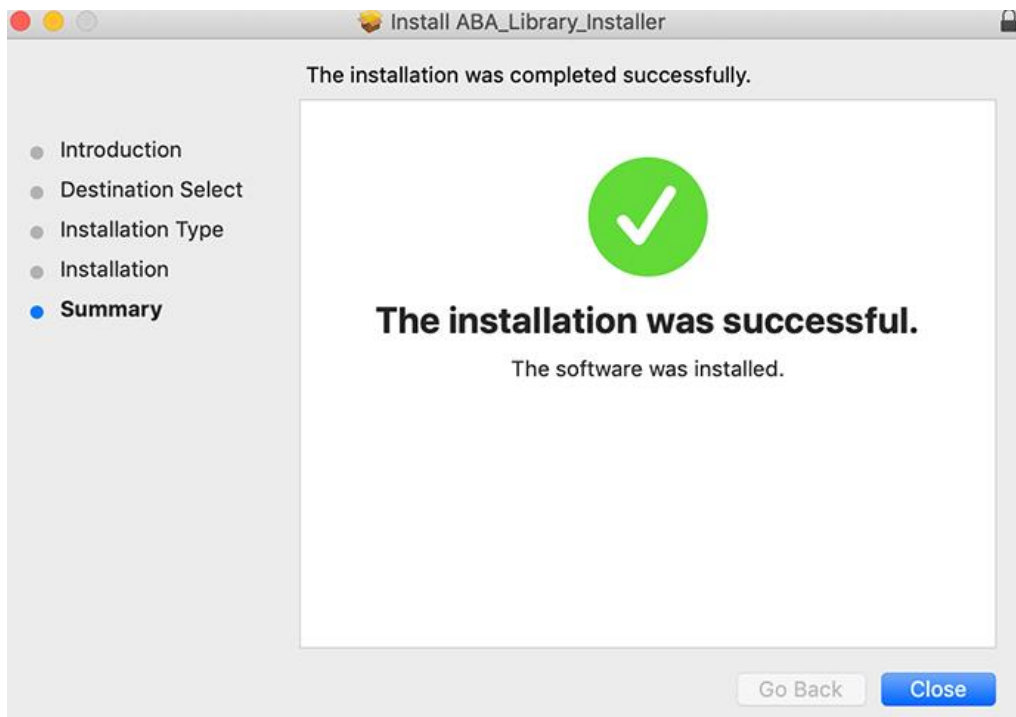 Install ABA_Library_Installer
The installation was completed successfully.
Introduction
Destination Select
Installation Type
Installation
Summary
The installation was successful.
The software was installed.
Go Back
Close